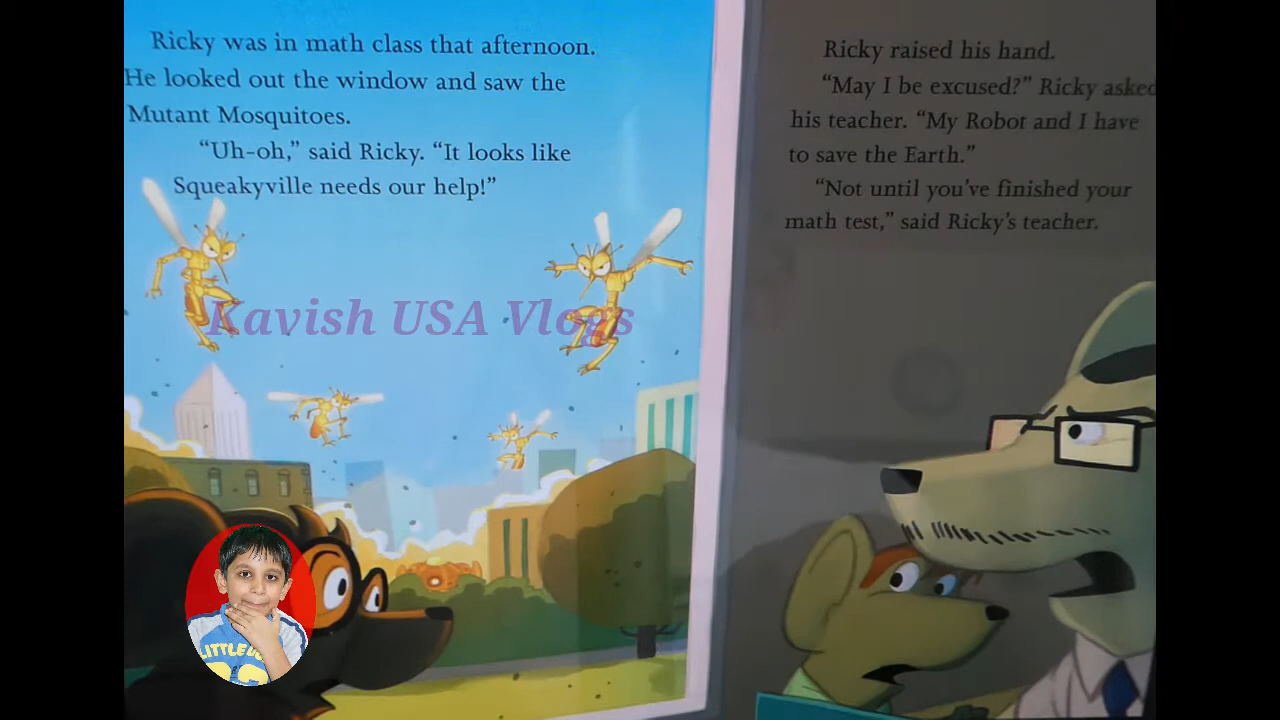 Ricky was in math class that afternoon.
He looked out the window and saw the
Mutant Mosquitoes.
"Uh-oh," said Ricky. "It looks like
Squeakyville needs our help!"
Kavish USA Vlogs
Ricky raised his hand.
"May I be excused?" Ricky asked
his teacher. "My Robot and I have
to save the Earth."
"Not until you've finished your
math test," said Ricky's teacher.